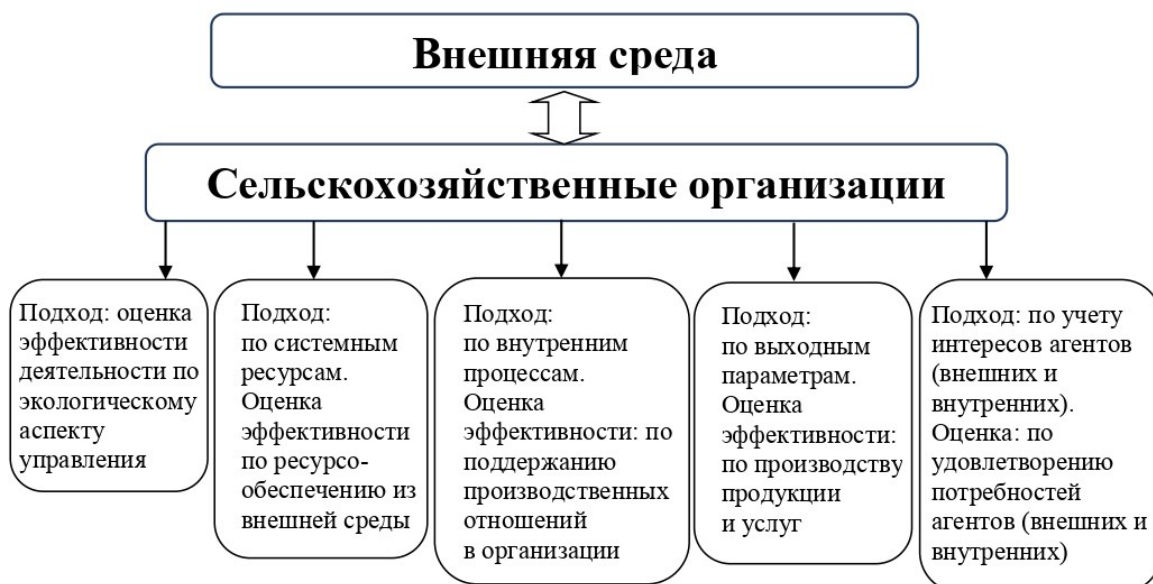 Внешняя среда
Сельскохозяйственные организации
Подход: оценка
эффективности
деятельности по
экологическому
аспекту
управления
Подход:
по системным
ресурсам.
Оценка
эффективности
по ресурсо-
обеспечению из
внешней среды
Подход:
по внутренним
процессам.
Оценка
эффективности: по
поддержанию
производственных
отношений
в организации
Подход:
по выходным
параметрам.
Оценка
эффективности:
по производству
продукции
и услуг
Подход: по учету
интересов агентов
(внешних и
внутренних).
Оценка: по
удовлетворению
потребностей
агентов (внешних и
внутренних)